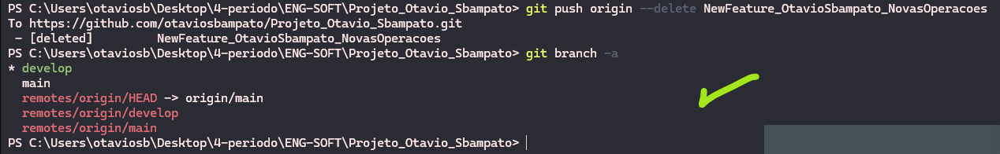 PS C:\Users\otaviosb\Desktop\4-periodo\ENG-SOFT\Projeto_Otavio_Sbampato> git push origin --delete NewFeature_OtavioSbampato_NovasOperacoes
To https://github.com/otaviosbampato/Projeto_Otavio_Sbampato.git
 - [deleted]         NewFeature_OtavioSbampato_NovasOperacoes
PS C:\Users\otaviosb\Desktop\4-periodo\ENG-SOFT\Projeto_Otavio_Sbampato> git branch -a
* develop
  main
  remotes/origin/HEAD -> origin/main
  remotes/origin/develop
  remotes/origin/main
PS C:\Users\otaviosb\Desktop\4-periodo\ENG-SOFT\Projeto_Otavio_Sbampato>